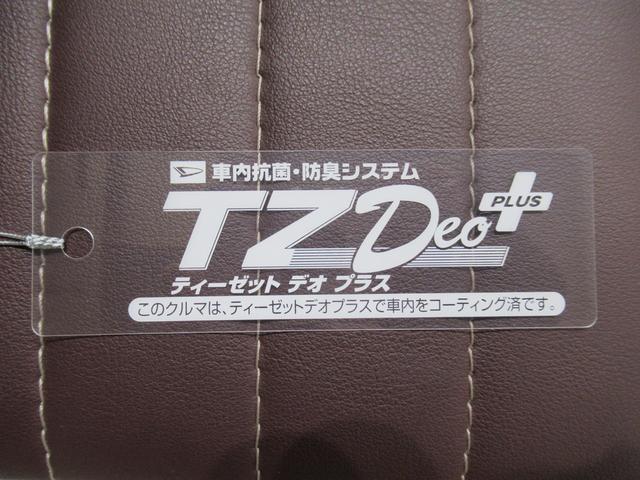 車内抗菌・防臭システム
TZ Deo PLUS
ティーゼット デオ プラス
このクルマは、ティーゼットデオプラスで車内をコーティング済です。